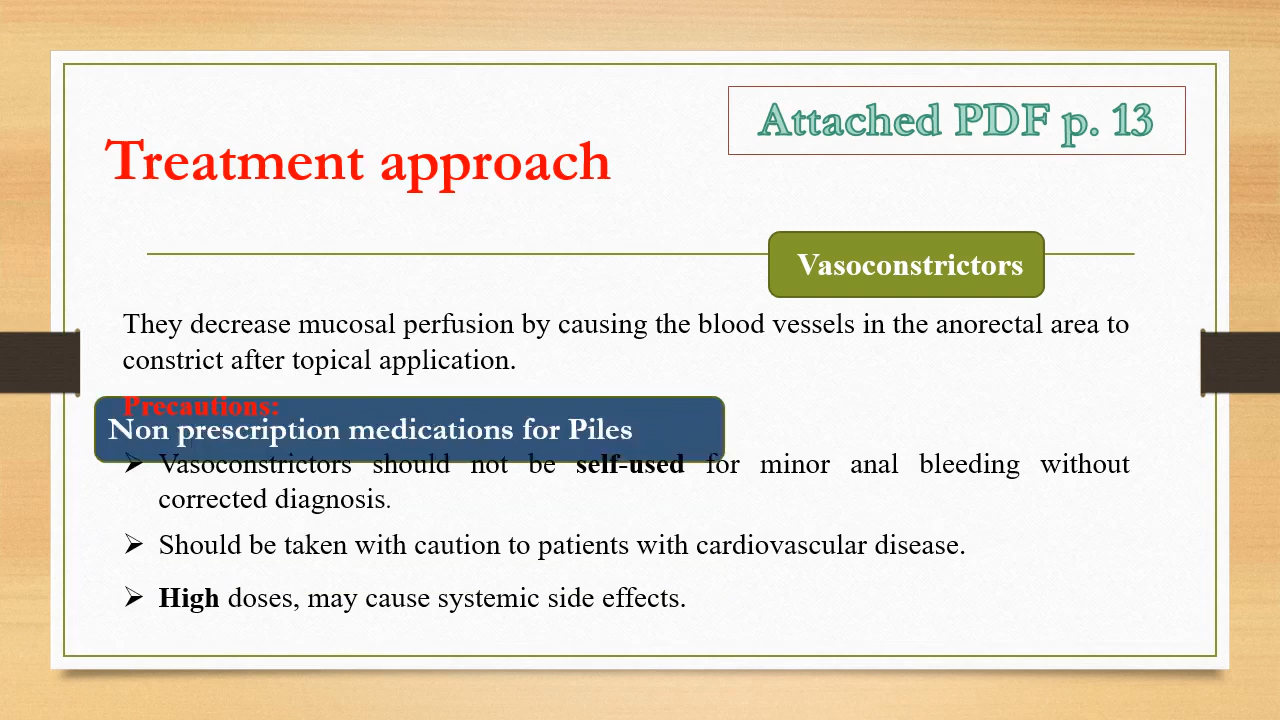 Attached PDF p. 13
Treatment approach
Vasoconstrictors
They decrease mucosal perfusion by causing the blood vessels in the anorectal area to
constrict after topical application.
Precautions:
Non prescription medications for Piles
➢ Vasoconstrictors should not be self-used for minor anal bleeding without
corrected diagnosis.
➢ Should be taken with caution to patients with cardiovascular disease.
➢ High doses, may cause systemic side effects.